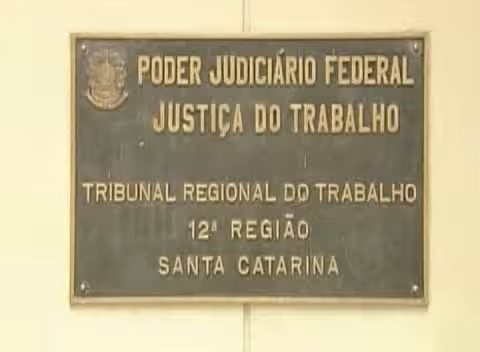 PODER JUDICIÁRIO FEDERAL
JUSTIÇA DO TRABALHO
TRIBUNAL REGIONAL DO TRABALHO
12ª REGIÃO
SANTA CATARINA